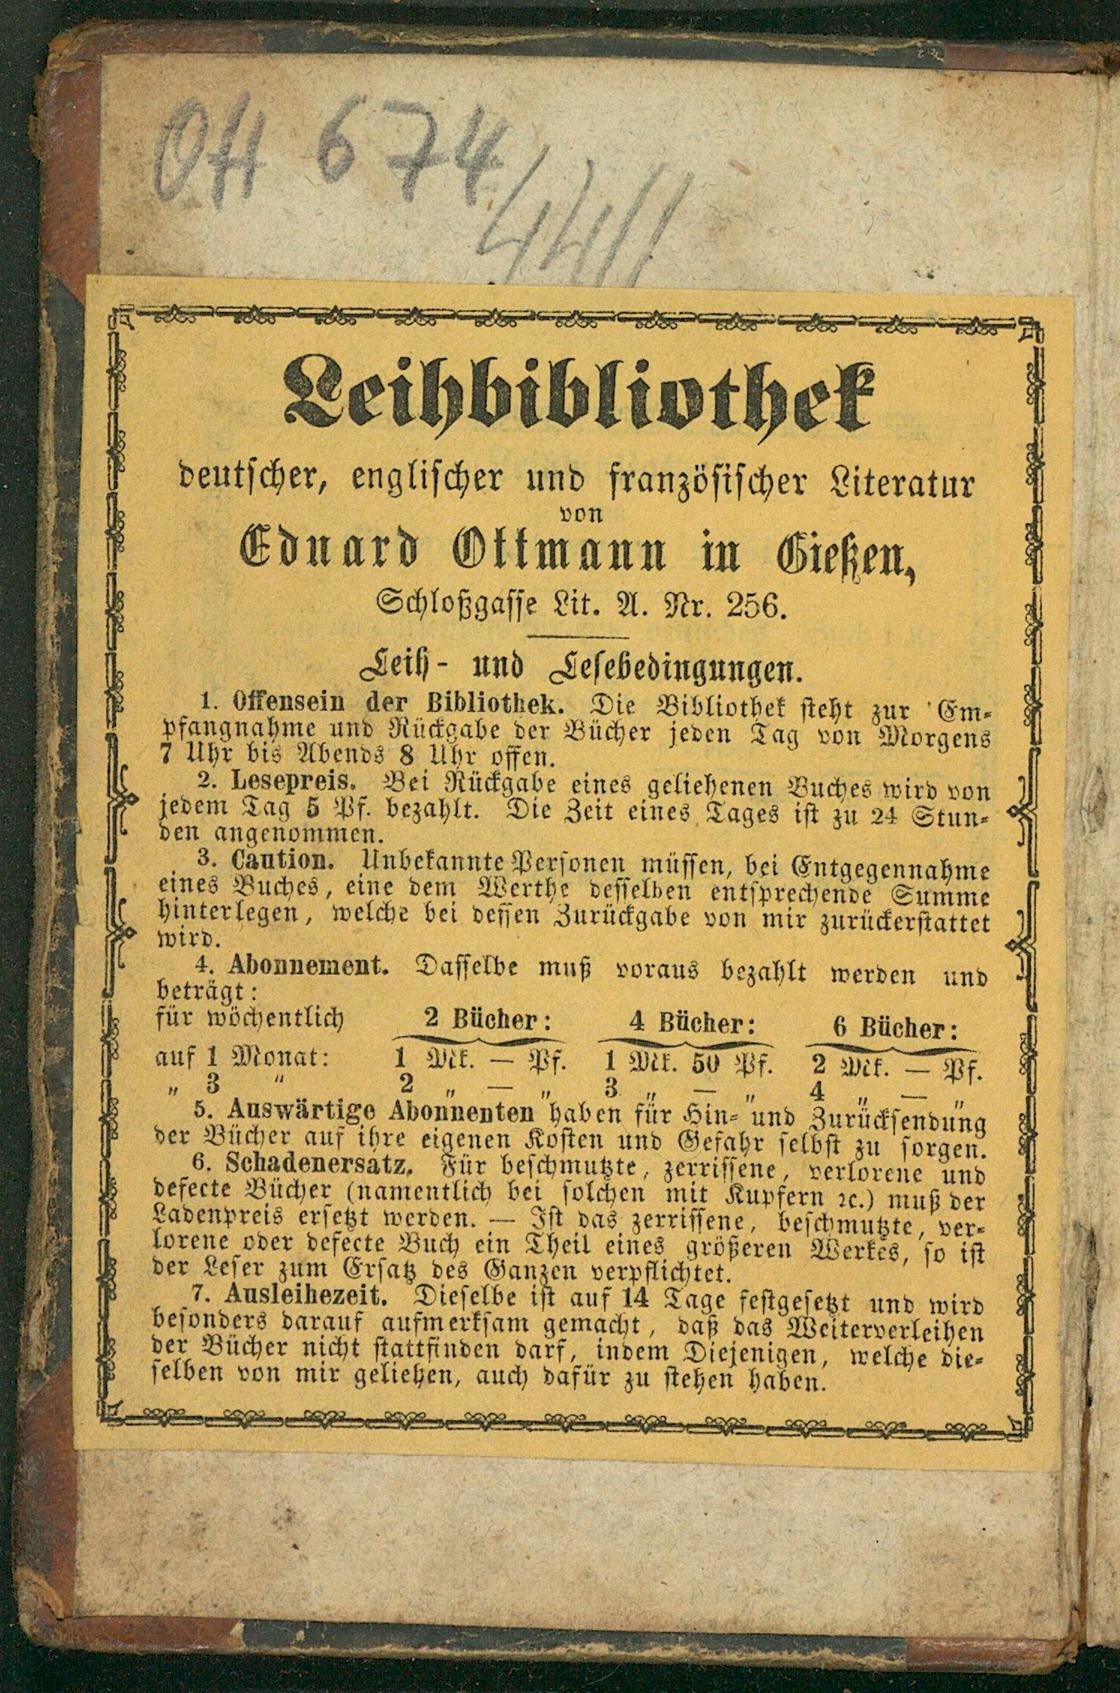 Ott 674
4411
Leihbibliothek
deutscher, englischer und französischer Literatur
von
Eduard Ottmann in Gießen,
Schloßgasse Lit. A. Nr. 256.
Leih- und Lesebedingungen.
1. Offensein der Bibliothek. Die Bibliothek steht zur Em-
pfangnahme und Rückgabe der Bücher jeden Tag von Morgens
7 Uhr bis Abends 8 Uhr offen.
2. Lesepreis. Bei Rückgabe eines geliehenen Buches wird von
jedem Tag 5 Pf. bezahlt. Die Zeit eines Tages ist zu 24 Stun-
den angenommen.
3. Caution. Unbekannte Personen müssen, bei Entgegennahme
eines Buches, eine dem Werthe desselben entsprechende Summe
hinterlegen, welche bei dessen Zurückgabe von mir zurückerstattet
wird.
4. Abonnement. Dasselbe muß voraus bezahlt werden und
beträgt:
für wöchentlich 2 Bücher: 4 Bücher: 6 Bücher:
auf 1 Monat: 1 Mk. — Pf. 1 Mk. 50 Pf. 2 Mk. — Pf.
„ 3 „ 2 „ — „ 3 „ — „ 4 „ — „
5. Auswärtige Abonnenten haben für Hin- und Zurücksendung
der Bücher auf ihre eigenen Kosten und Gefahr selbst zu sorgen.
6. Schadenersatz. Für beschmutzte, zerrissene, verlorene und
defecte Bücher (namentlich bei solchen mit Kupfern ꝛc.) muß der
Ladenpreis ersetzt werden. — Ist das zerrissene, beschmutzte, ver-
lorene oder defecte Buch ein Theil eines größeren Werkes, so ist
der Leser zum Ersatz des Ganzen verpflichtet.
7. Ausleihezeit. Dieselbe ist auf 14 Tage festgesetzt und wird
besonders darauf aufmerksam gemacht, daß das Weiterverleihen
der Bücher nicht stattfinden darf, indem Diejenigen, welche die-
selben von mir geliehen, auch dafür zu stehen haben.